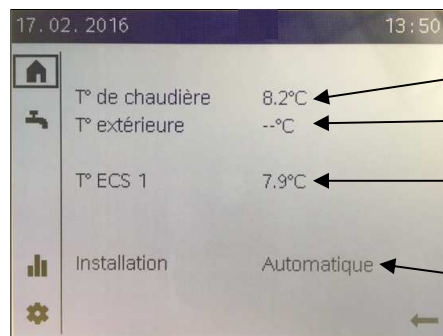 17. 02. 2016 13:50
T° de chaudière 8.2°C
T° extérieure --°C
T° ECS 1 7.9°C
Installation Automatique